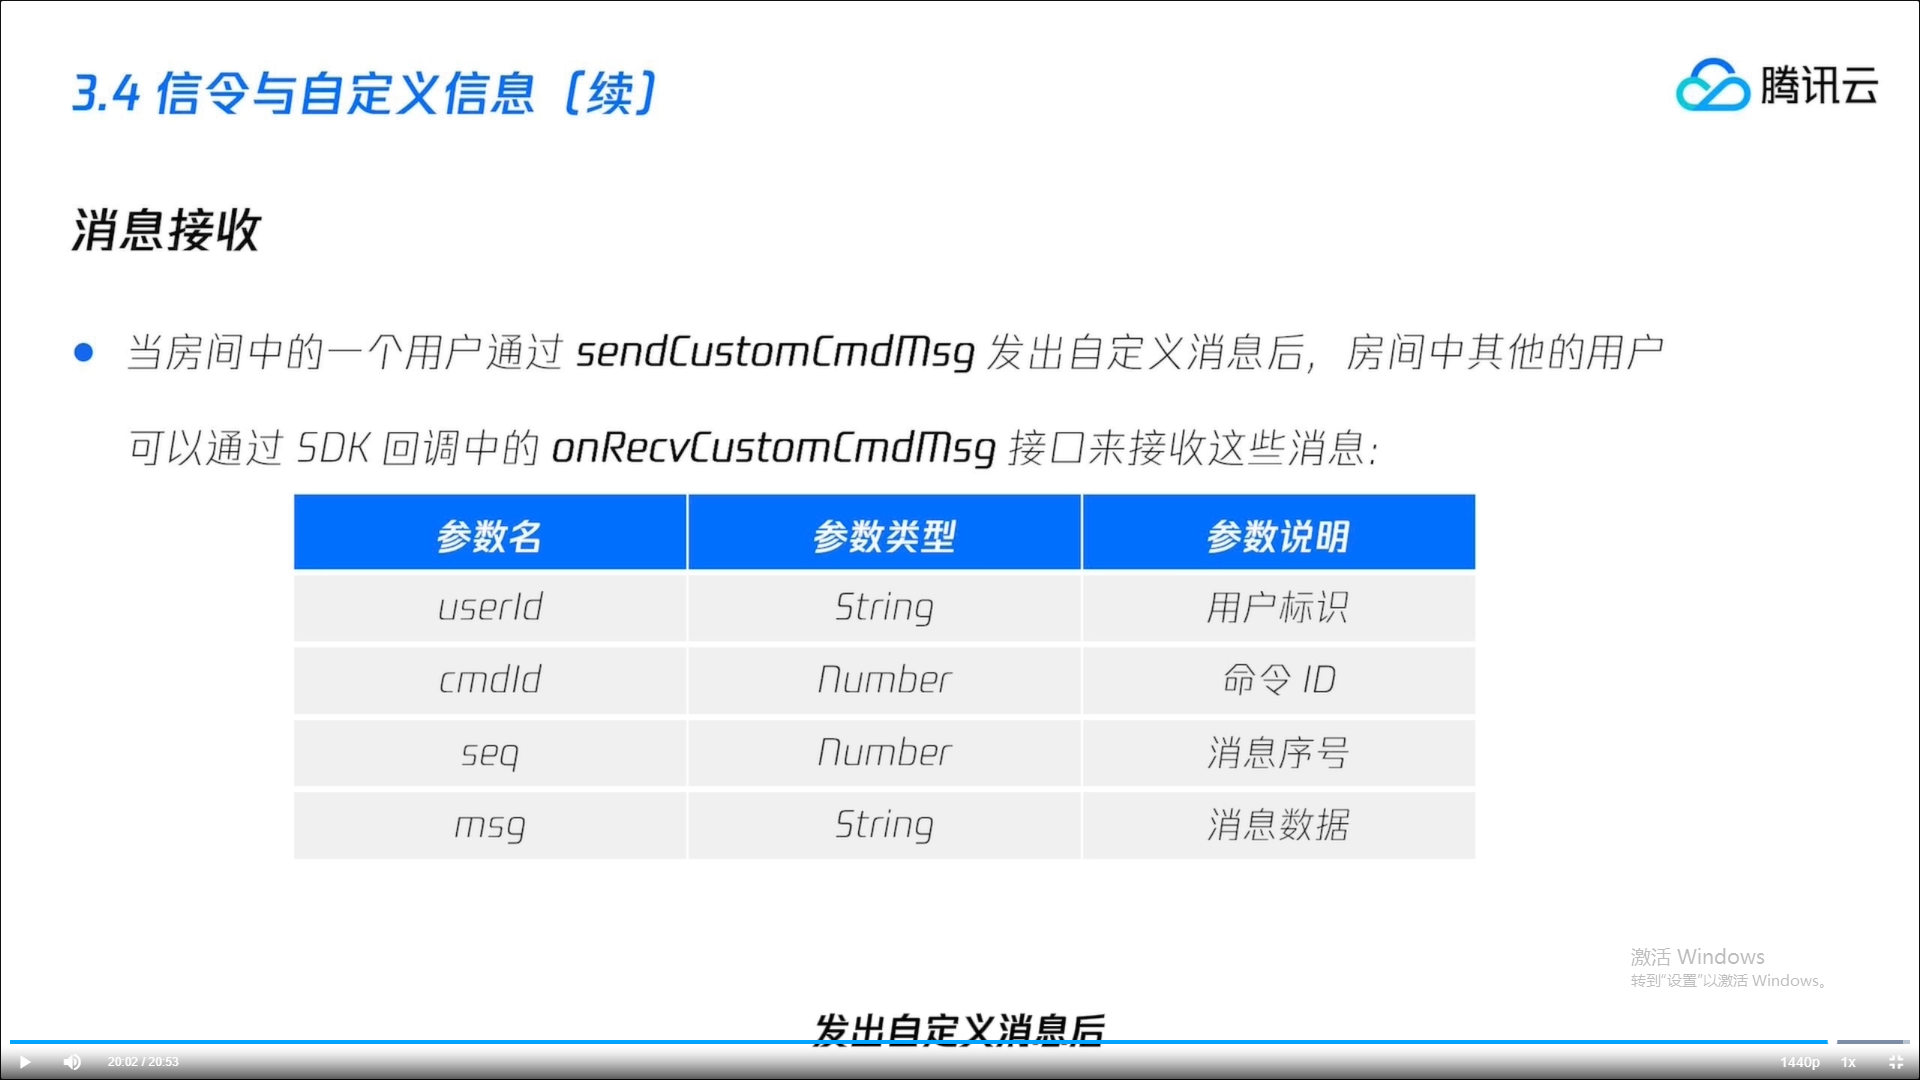 3.4 信令与自定义信息（续）
腾讯云
消息接收
当房间中的一个用户通过 sendCustomCmdMsg 发出自定义消息后，房间中其他的用户
可以通过 SDK 回调中的 onRecvCustomCmdMsg 接口来接收这些消息：
参数名 参数类型 参数说明
userId String 用户标识
cmdId Number 命令 ID
seq Number 消息序号
msg String 消息数据
激活 Windows
转到“设置”以激活 Windows。
发出自定义消息后
20:02 / 20:53 1440p 1x